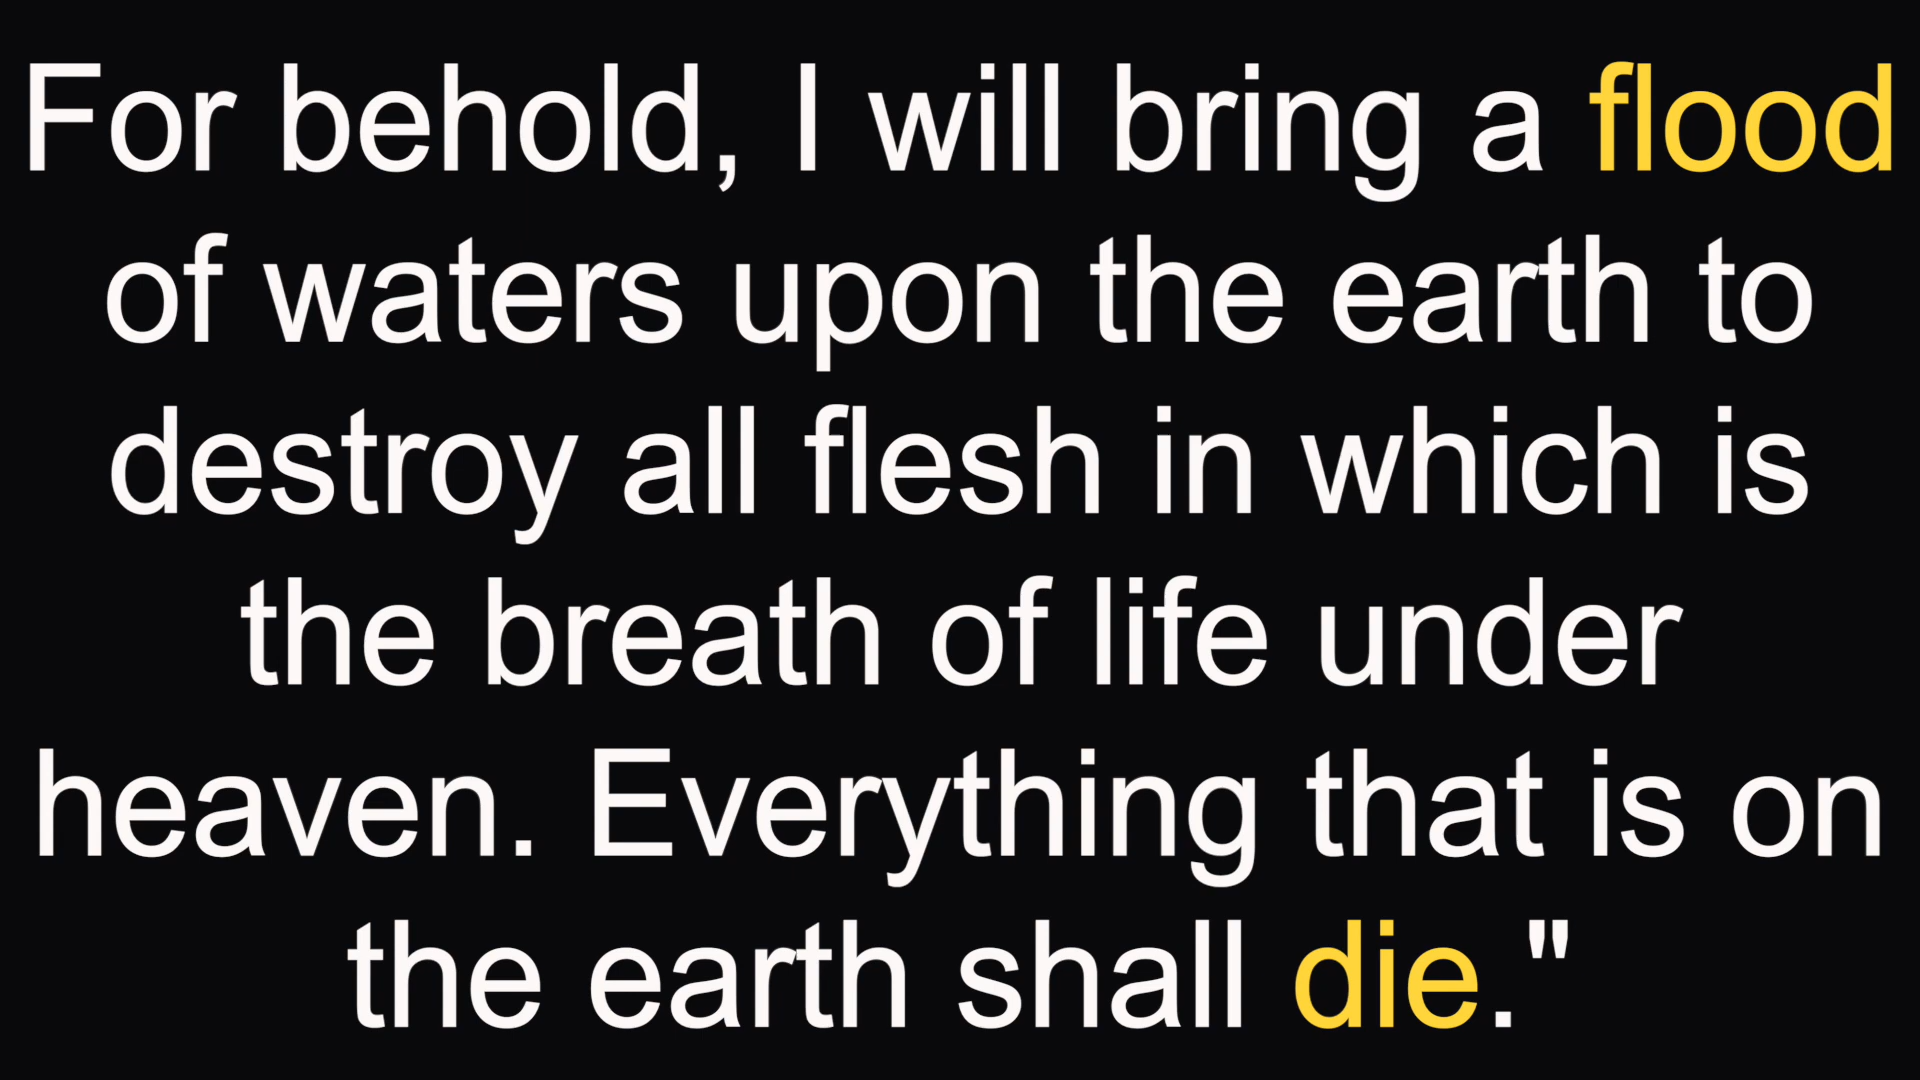 For behold, I will bring a flood
of waters upon the earth to
destroy all flesh in which is
the breath of life under
heaven. Everything that is on
the earth shall die."